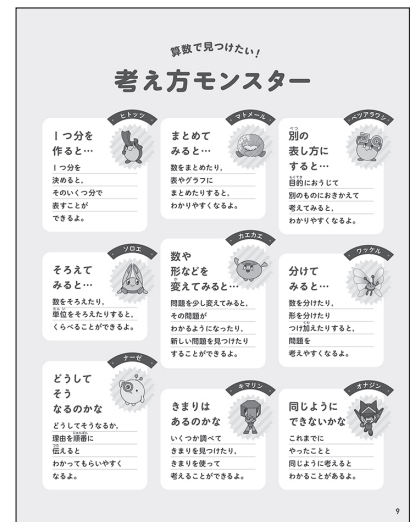 算数で見つけたい！
考え方モンスター
ヒトッツ
1つ分を
作ると…
1つ分を
決めると、
そのいくつ分で
表すことが
できるよ。
マトメール
まとめて
みると…
数をまとめたり、
表やグラフに
まとめたりすると、
わかりやすくなるよ。
ベツアラワシ
別の
表し方に
すると…
目的におうじて
別のものにおきかえて
考えてみると、
わかりやすくなるよ。
ソロエ
そろえて
みると…
数をそろえたり、
単位をそろえたりすると、
くらべることができるよ。
カエカエ
数や
形などを
変えてみると…
問題を少し変えてみると、
その問題が
わかるようになったり、
新しい問題を見つけたり
することができるよ。
ワッケル
分けて
みると…
数を分けたり、
形を分けたり
つけ加えたりすると、
問題を
考えやすくなるよ。
ナーゼ
どうして
そう
なるのかな
どうしてそうなるか、
理由を順番に
伝えると
わかってもらいやすく
なるよ。
キマリン
きまりは
あるのかな
いくつか調べて
きまりを見つけたり、
きまりを使って
考えることができるよ。
オナジン
同じように
できないかな
これまでに
やったことと
同じように考えると
わかることがあるよ。
9